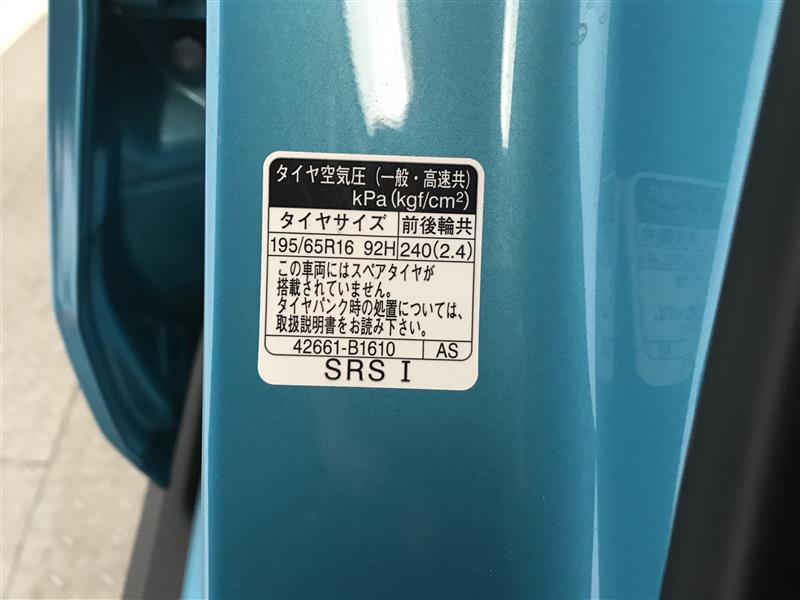 タイヤ空気圧 (一般・高速共)
kPa(kgf/cm²)
タイヤサイズ 前後輪共
195/65R16 92H 240(2.4)
この車両にはスペアタイヤが
搭載されていません。
タイヤパンク時の処置については、
取扱説明書をお読み下さい。
42661-B1610 AS
SRS I